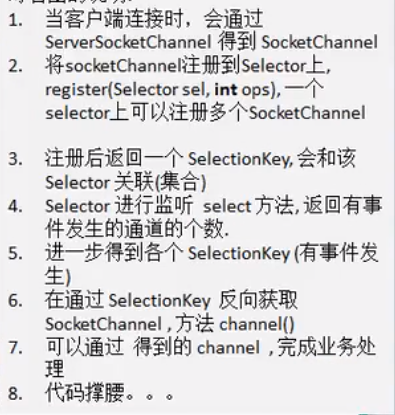 1. 当客户端连接时，会通过
ServerSocketChannel 得到 SocketChannel
2. 将socketChannel注册到Selector上,
register(Selector sel, int ops), 一个
selector上可以注册多个SocketChannel
3. 注册后返回一个 SelectionKey, 会和该
Selector 关联(集合)
4. Selector 进行监听 select 方法, 返回有事
件发生的通道的个数.
5. 进一步得到各个 SelectionKey (有事件发
生)
6. 在通过 SelectionKey 反向获取
SocketChannel , 方法 channel()
7. 可以通过 得到的 channel , 完成业务处
理
8. 代码撑腰。。。